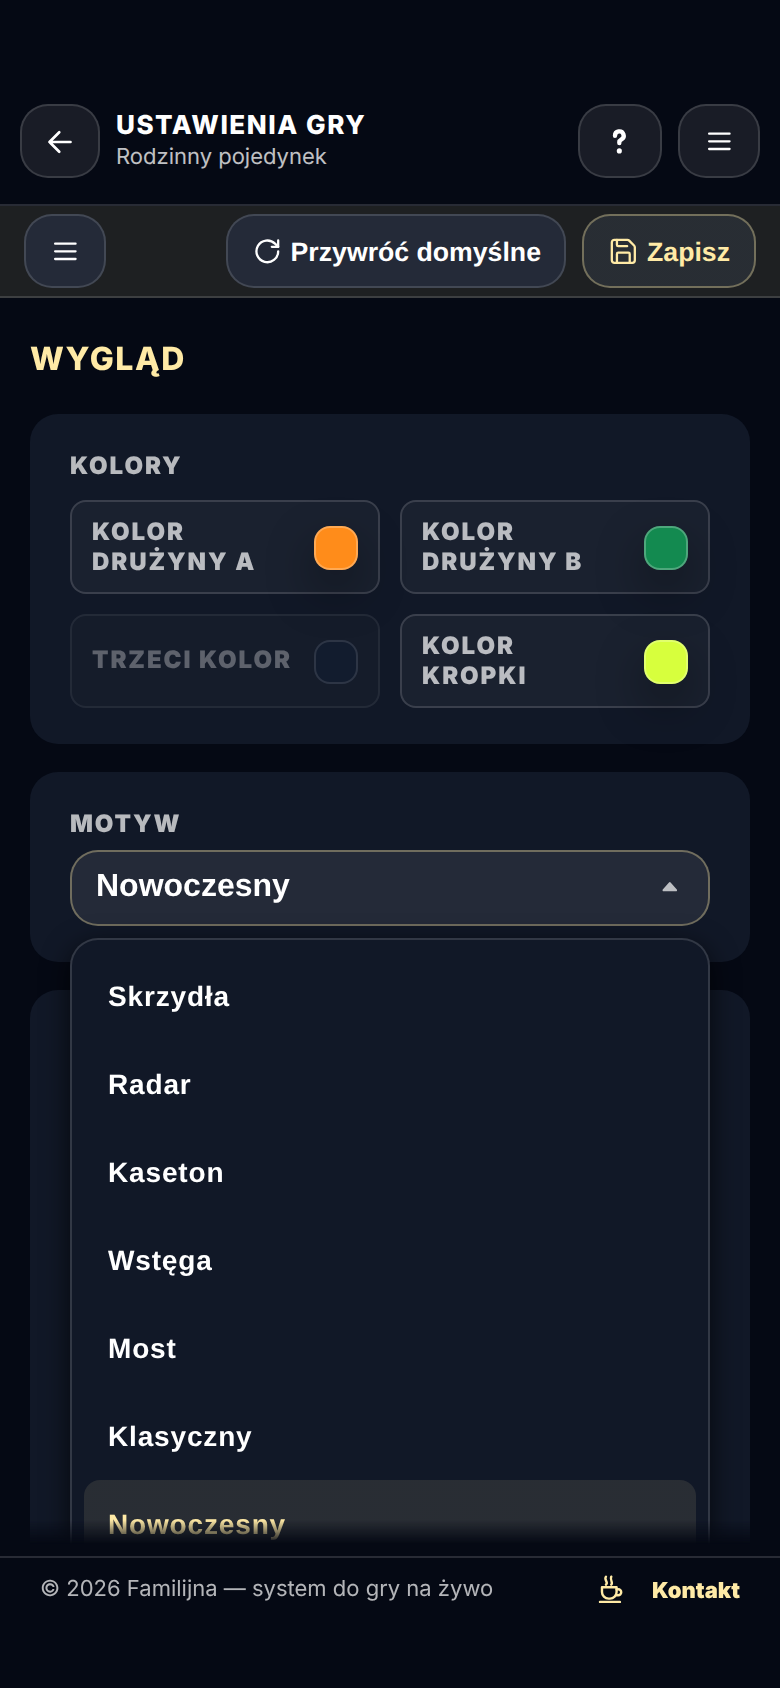 USTAWIENIA GRY
Rodzinny pojedynek
?
Przywróć domyślne
Zapisz
WYGLĄD
KOLORY
KOLOR
DRUŻYNY A
KOLOR
DRUŻYNY B
TRZECI KOLOR
KOLOR
KROPKI
MOTYW
Nowoczesny
Skrzydła
Radar
Kaseton
Wstęga
Most
Klasyczny
Nowoczesny
© 2026 Familijna — system do gry na żywo
Kontakt